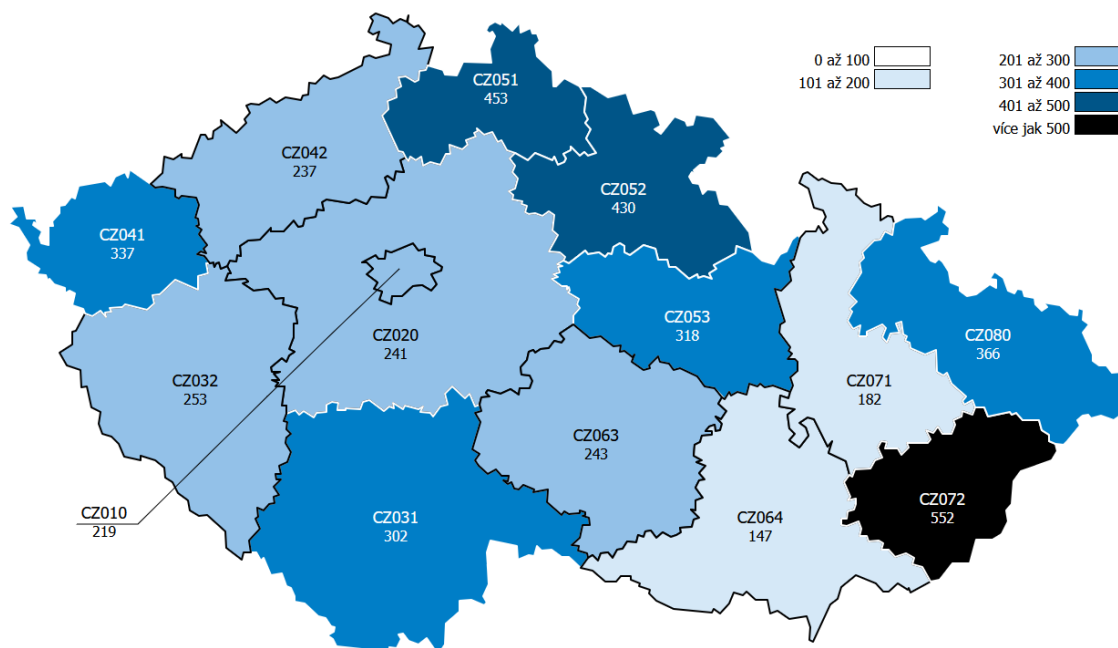 0 až 100
101 až 200
201 až 300
301 až 400
401 až 500
více jak 500
CZ051
453
CZ042
237
CZ052
430
CZ041
337
CZ053
318
CZ020
241
CZ080
366
CZ032
253
CZ071
182
CZ063
243
CZ072
552
CZ010
219
CZ031
302
CZ064
147